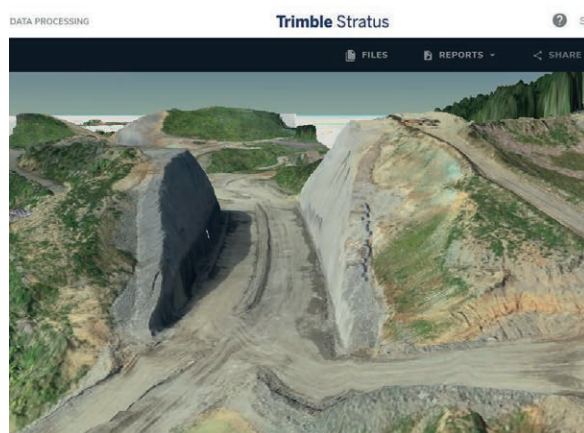 DATA PROCESSING
Trimble Stratus
FILES
REPORTS
SHARE